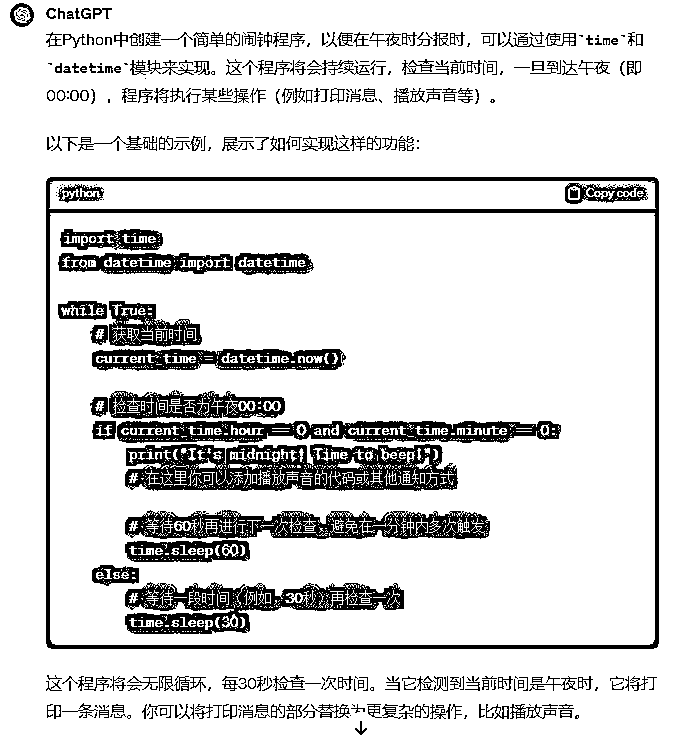 ChatGPT
在Python中创建一个简单的闹钟程序，以便在午夜时分报时，可以通过使用`time`和
`datetime`模块来实现。这个程序将会持续运行，检查当前时间，一旦到达午夜（即
00:00），程序将执行某些操作（例如打印消息、播放声音等）。
以下是一个基础的示例，展示了如何实现这样的功能：
python Copy code
import time
from datetime import datetime
while True:
# 获取当前时间
current_time = datetime.now()
# 检查时间是否为午夜00:00
if current_time.hour == 0 and current_time.minute == 0:
print("It's midnight! Time to beep!")
# 在这里你可以添加播放声音的代码或其他通知方式
# 等待60秒再进行下一次检查，避免在一分钟内多次触发
time.sleep(60)
else:
# 等待一段时间（例如，30秒）再检查一次
time.sleep(30)
这个程序将会无限循环，每30秒检查一次时间。当它检测到当前时间是午夜时，它将打
印一条消息。你可以将打印消息的部分替换为更复杂的操作，比如播放声音。